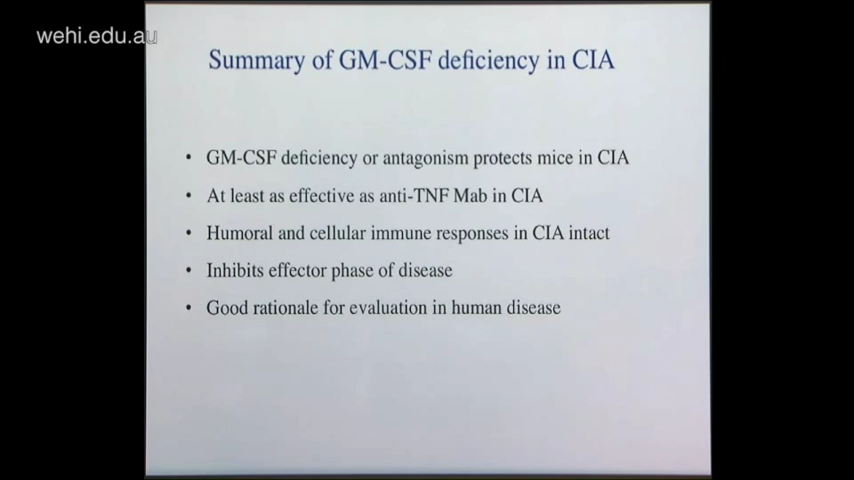 wehi.edu.au
Summary of GM-CSF deficiency in CIA
• GM-CSF deficiency or antagonism protects mice in CIA
• At least as effective as anti-TNF Mab in CIA
• Humoral and cellular immune responses in CIA intact
• Inhibits effector phase of disease
• Good rationale for evaluation in human disease